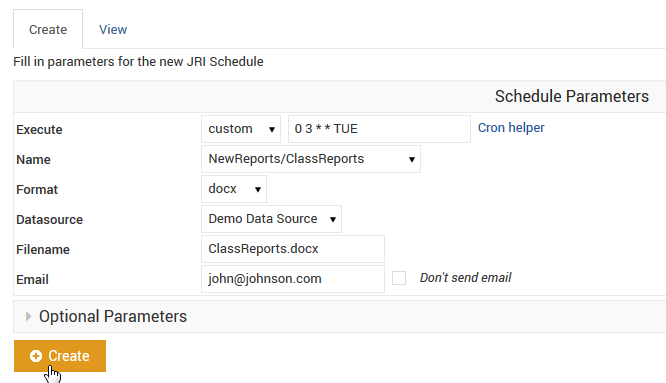 Create View
Fill in parameters for the new JRI Schedule
Schedule Parameters
Execute custom 0 3 * * TUE Cron helper
Name NewReports/ClassReports
Format docx
Datasource Demo Data Source
Filename ClassReports.docx
Email john@johnson.com Don't send email
Optional Parameters
Create